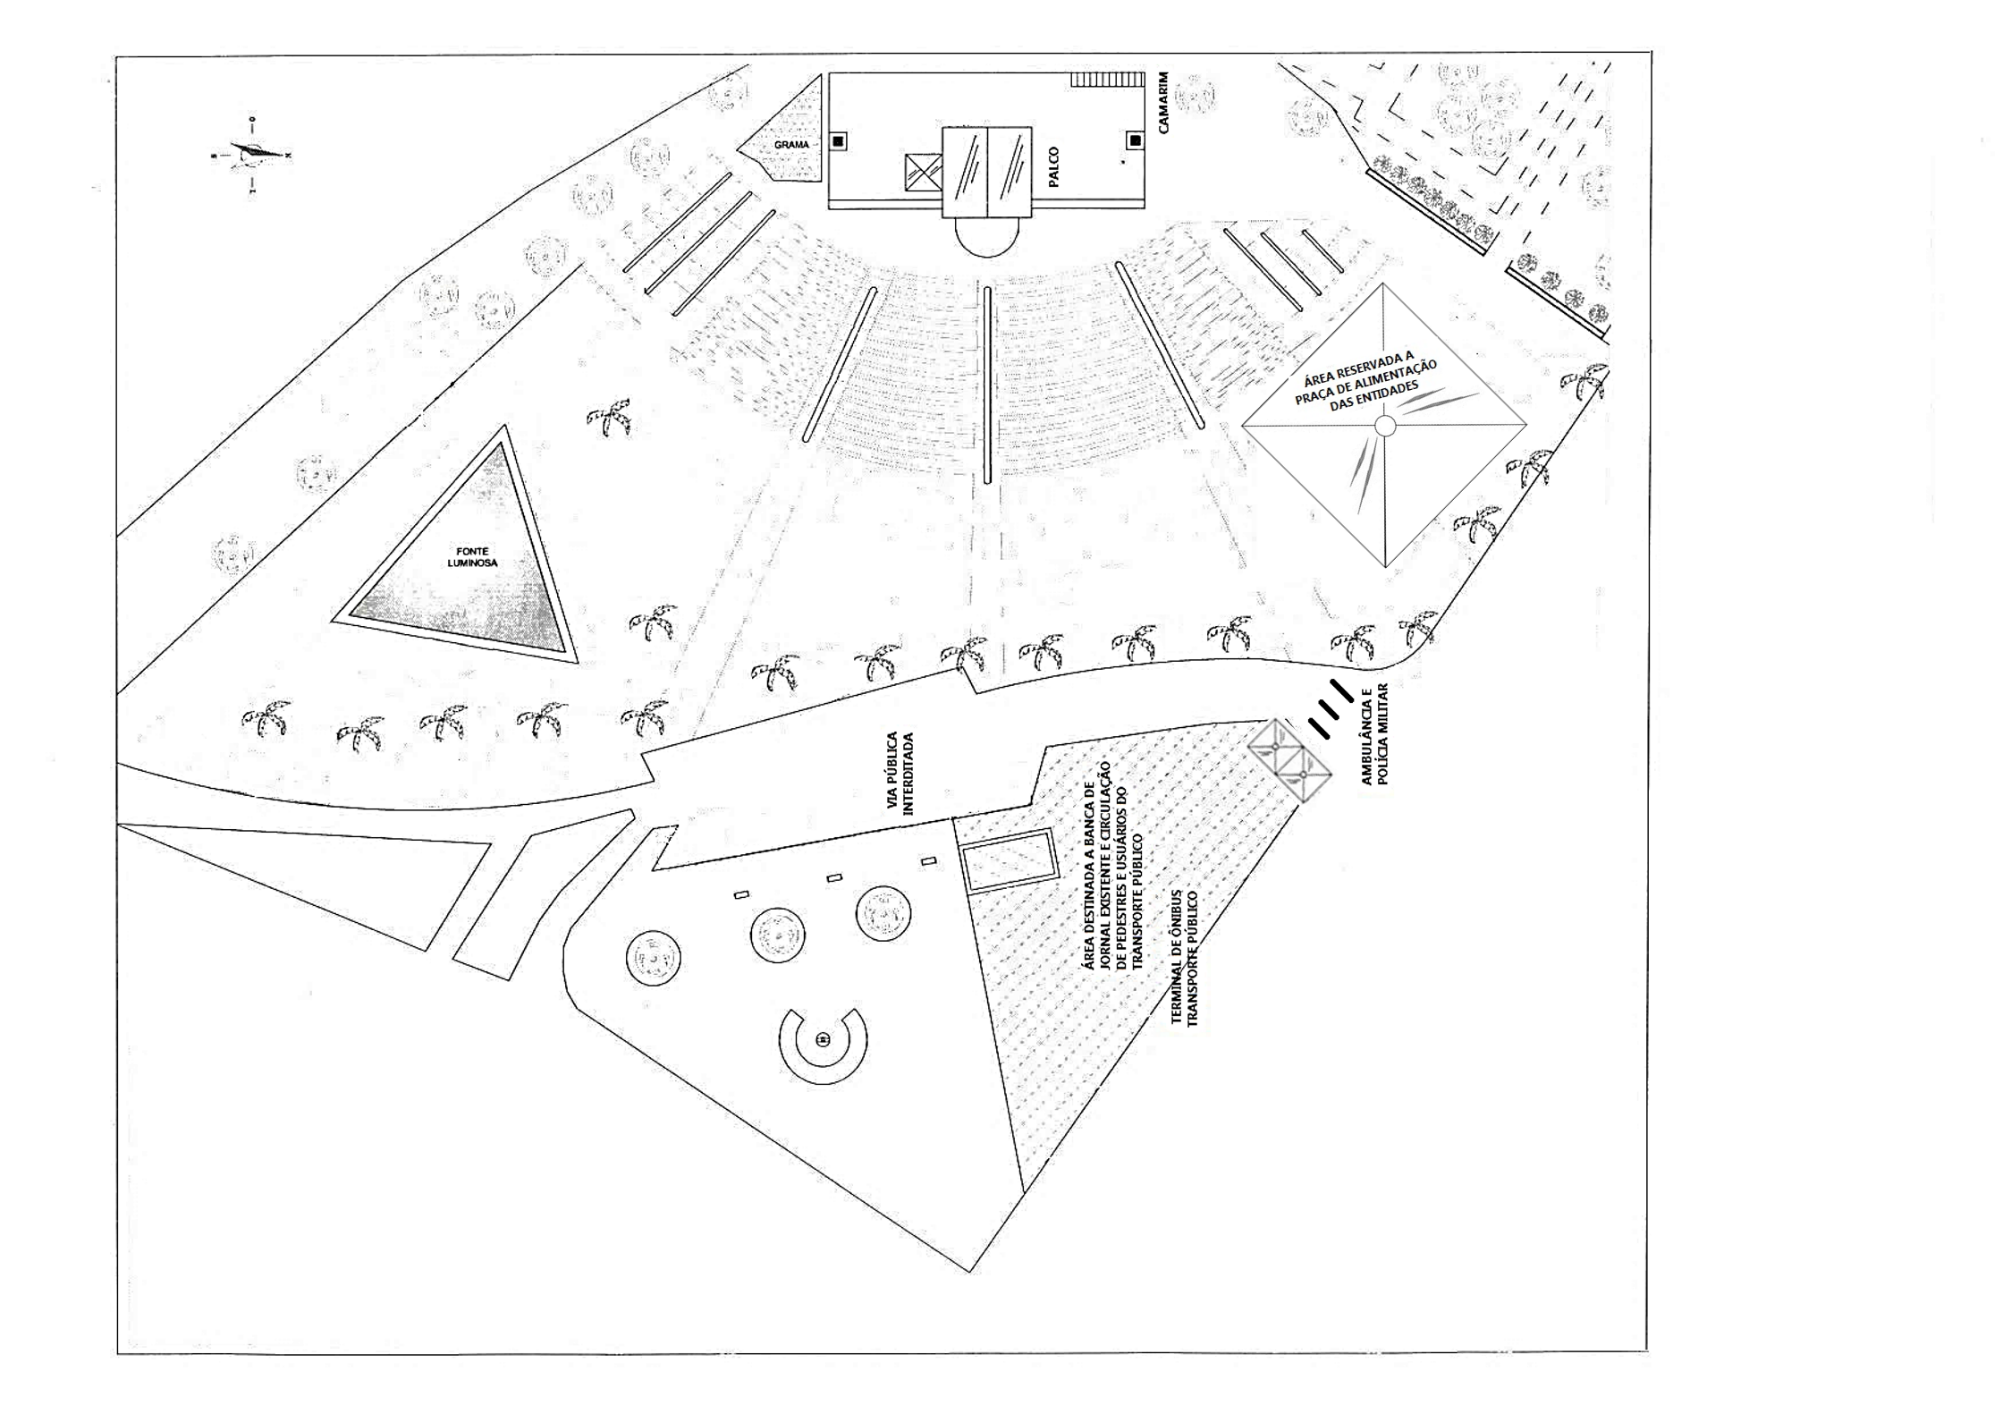 CAMARIM
GRAMA
PALCO
ÁREA RESERVADA A
PRAÇA DE ALIMENTAÇÃO
DAS ENTIDADES
FONTE
LUMINOSA
VIA PÚBLICA
INTERDITADA
AMBULÂNCIA E
POLÍCIA MILITAR
ÁREA DESTINADA A BANCA DE
JORNAL EXISTENTE E CIRCULAÇÃO
DE PEDESTRES E USUÁRIOS DO
TRANSPORTE PÚBLICO
TERMINAL DE ÔNIBUS
TRANSPORTE PÚBLICO